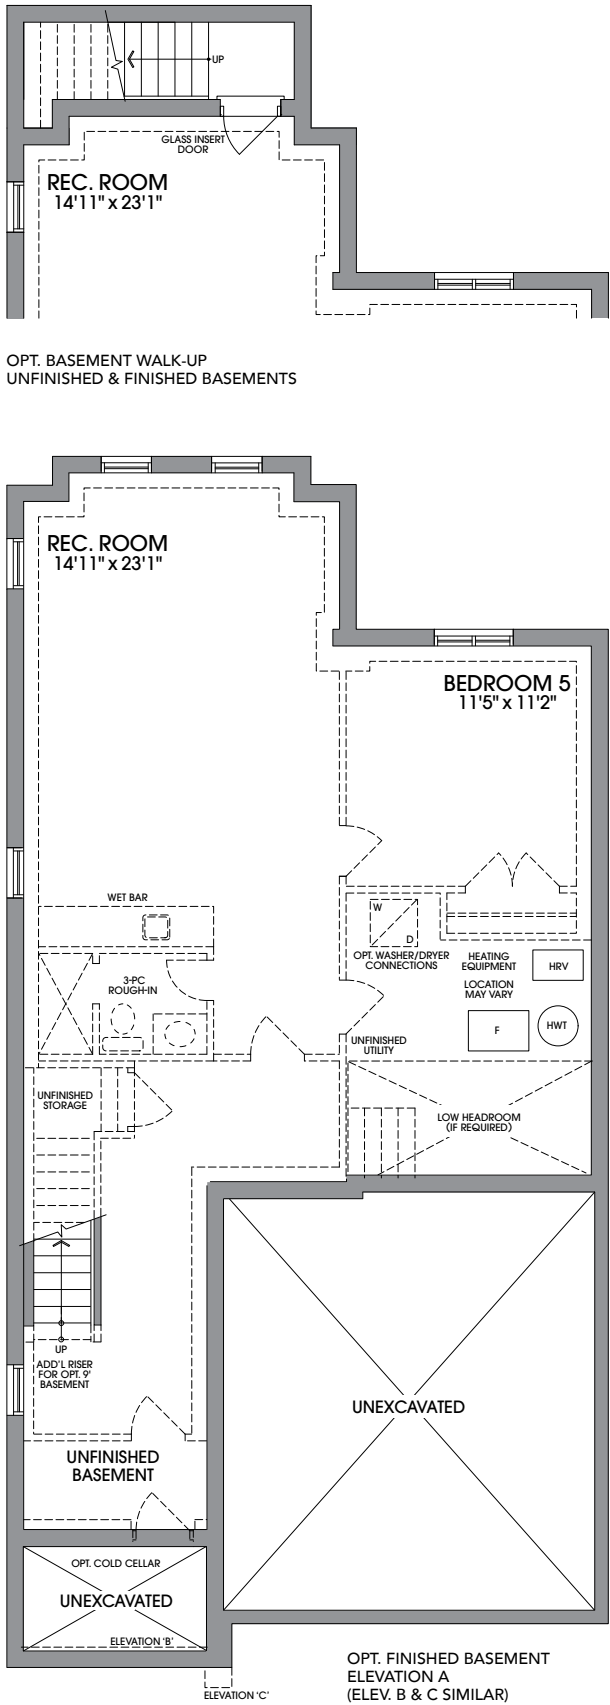 UP
GLASS INSERT
DOOR
REC. ROOM
14'11" x 23'1"
OPT. BASEMENT WALK-UP
UNFINISHED & FINISHED BASEMENTS
REC. ROOM
14'11" x 23'1"
BEDROOM 5
11'5" x 11'2"
WET BAR
W
D
OPT. WASHER/DRYER
CONNECTIONS
HEATING
EQUIPMENT
LOCATION
MAY VARY
HRV
3-PC
ROUGH-IN
F
HWT
UNFINISHED
UTILITY
UNFINISHED
STORAGE
LOW HEADROOM
(IF REQUIRED)
UP
ADD'L RISER
FOR OPT. 9'
BASEMENT
UNEXCAVATED
UNFINISHED
BASEMENT
OPT. COLD CELLAR
UNEXCAVATED
ELEVATION 'B'
ELEVATION 'C'
OPT. FINISHED BASEMENT
ELEVATION A
(ELEV. B & C SIMILAR)